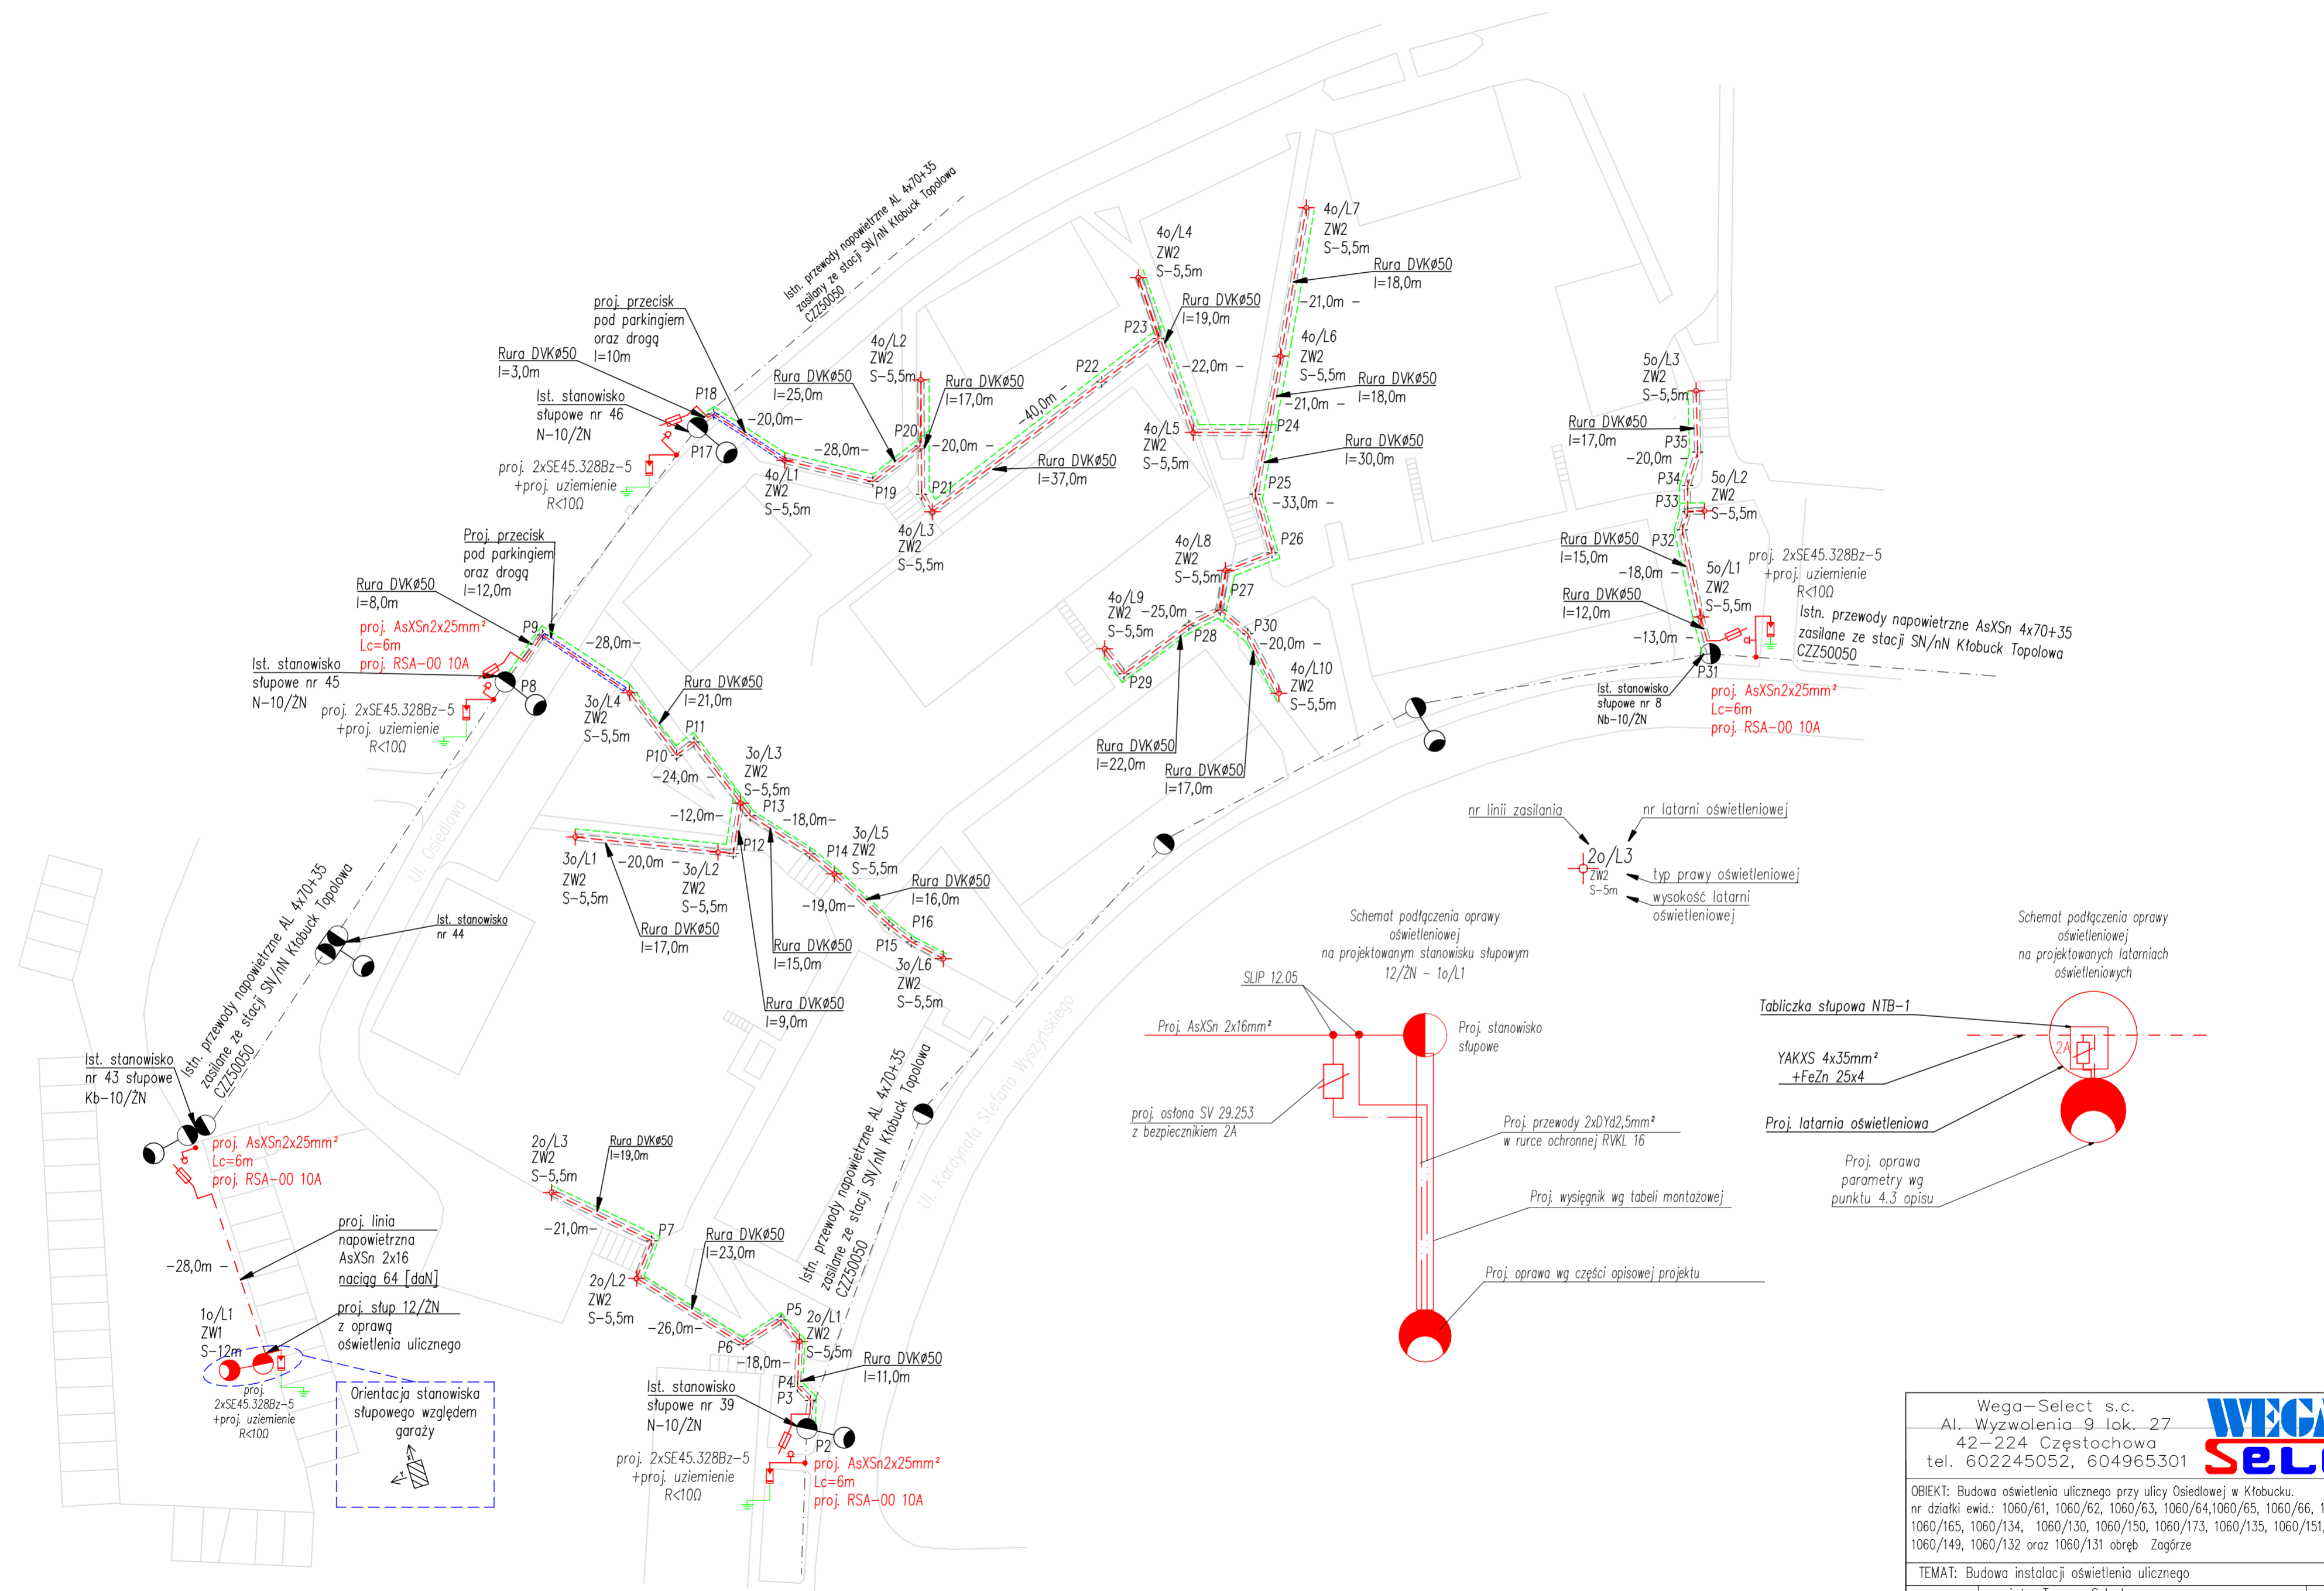 Istn. przewody napowietrzne AL 4x70+35
zasilany ze stacji SN/nN Kłobuck Topolowa
CZZ50050
proj. przecisk
pod parkingiem
oraz drogą
l=10m
Rura DVKø50
l=3,0m
Ist. stanowisko
słupowe nr 46
N-10/ŻN
P18
P17
-20,0m-
proj. 2xSE45.328Bz-5
+proj. uziemienie
R<10Ω
4o/L1
ZW2
S-5,5m
-28,0m-
Rura DVKø50
l=25,0m
P19
P20
4o/L2
ZW2
S-5,5m
Rura DVKø50
l=17,0m
-20,0m -
P21
4o/L3
ZW2
S-5,5m
-40,0m -
Rura DVKø50
l=37,0m
P22
P23
4o/L4
ZW2
S-5,5m
Rura DVKø50
l=19,0m
-22,0m -
4o/L5
ZW2
S-5,5m
4o/L7
ZW2
S-5,5m
Rura DVKø50
l=18,0m
-21,0m -
4o/L6
ZW2
S-5,5m
Rura DVKø50
l=18,0m
-21,0m -
P24
Rura DVKø50
l=30,0m
P25
-33,0m -
P26
4o/L8
ZW2
S-5,5m
P27
4o/L9
ZW2
S-5,5m
-25,0m -
P28
P29
P30
-20,0m -
4o/L10
ZW2
S-5,5m
Rura DVKø50
l=22,0m
Rura DVKø50
l=17,0m
5o/L3
ZW2
S-5,5m
Rura DVKø50
l=17,0m
P35
-20,0m -
P34
P33
5o/L2
ZW2
S-5,5m
P32
Rura DVKø50
l=15,0m
-18,0m -
5o/L1
ZW2
S-5,5m
proj. 2xSE45.328Bz-5
+proj. uziemienie
R<10Ω
Rura DVKø50
l=12,0m
-13,0m -
P31
Istn. przewody napowietrzne AsXSn 4x70+35
zasilane ze stacji SN/nN Kłobuck Topolowa
CZZ50050
Ist. stanowisko
słupowe nr 8
Nb-10/ŻN
proj. AsXSn2x25mm²
Lc=6m
proj. RSA-00 10A
Proj. przecisk
pod parkingiem
oraz drogą
l=12,0m
Rura DVKø50
l=8,0m
proj. AsXSn2x25mm²
Lc=6m
proj. RSA-00 10A
P9
Ist. stanowisko
słupowe nr 45
N-10/ŻN
P8
proj. 2xSE45.328Bz-5
+proj. uziemienie
R<10Ω
-28,0m-
3o/L4
ZW2
S-5,5m
Rura DVKø50
l=21,0m
P10
P11
-24,0m -
3o/L3
ZW2
S-5,5m
P13
-12,0m-
P12
-18,0m-
3o/L1
ZW2
S-5,5m
-20,0m -
3o/L2
ZW2
S-5,5m
Rura DVKø50
l=17,0m
P14
3o/L5
ZW2
S-5,5m
-19,0m-
Rura DVKø50
l=16,0m
P15
P16
3o/L6
ZW2
S-5,5m
Rura DVKø50
l=15,0m
Rura DVKø50
l=9,0m
Ul. Osiedlowa
Ist. stanowisko
nr 44
Istn. przewody napowietrzne AL 4x70+35
zasilane ze stacji SN/nN Kłobuck Topolowa
CZZ50050
Ist. stanowisko
nr 43 słupowe
Kb-10/ŻN
proj. AsXSn2x25mm²
Lc=6m
proj. RSA-00 10A
-28,0m -
proj. linia
napowietrzna
AsXSn 2x16
naciąg 64 [daN]
proj. słup 12/ŻN
z oprawą
oświetlenia ulicznego
1o/L1
ZW1
S-12m
proj.
2xSE45.328Bz-5
+proj. uziemienie
R<10Ω
Orientacja stanowiska
słupowego względem
garaży
2o/L3
ZW2
S-5,5m
Rura DVKø50
l=19,0m
-21,0m-
P7
2o/L2
ZW2
S-5,5m
Rura DVKø50
l=23,0m
-26,0m-
P6
P5
2o/L1
ZW2
S-5,5m
-18,0m-
Rura DVKø50
l=11,0m
P4
P3
P2
Ist. stanowisko
słupowe nr 39
N-10/ŻN
proj. 2xSE45.328Bz-5
+proj. uziemienie
R<10Ω
proj. AsXSn2x25mm²
Lc=6m
proj. RSA-00 10A
Istn. przewody napowietrzne AL 4x70+35
zasilane ze stacji SN/nN Kłobuck Topolowa
CZZ50050
Ul. Kardynała Stefana Wyszyńskiego
nr linii zasilania
nr latarni oświetleniowej
2o/L3
ZW2
S-5m
typ prawy oświetleniowej
wysokość latarni
oświetleniowej
Schemat podłączenia oprawy
oświetleniowej
na projektowanym stanowisku słupowym
12/ŻN - 1o/L1
SLIP 12.05
Proj. AsXSn 2x16mm²
Proj. stanowisko
słupowe
proj. osłona SV 29.253
z bezpiecznikiem 2A
Proj. przewody 2xDYd2,5mm²
w rurce ochronnej RVKL 16
Proj. wysięgnik wg tabeli montażowej
Proj. oprawa wg części opisowej projektu
Schemat podłączenia oprawy
oświetleniowej
na projektowanych latarniach
oświetleniowych
Tabliczka słupowa NTB-1
2A
YAKXS 4x35mm²
+FeZn 25x4
Proj. latarnia oświetleniowa
Proj. oprawa
parametry wg
punktu 4.3 opisu
Wega-Select s.c.
Al. Wyzwolenia 9 lok. 27
42-224 Częstochowa
tel. 602245052, 604965301
WEGA
SeL
OBIEKT: Budowa oświetlenia ulicznego przy ulicy Osiedlowej w Kłobucku.
nr działki ewid.: 1060/61, 1060/62, 1060/63, 1060/64,1060/65, 1060/66, 1
1060/165, 1060/134, 1060/130, 1060/150, 1060/173, 1060/135, 1060/151,
1060/149, 1060/132 oraz 1060/131 obręb Zagórze
TEMAT: Budowa instalacji oświetlenia ulicznego